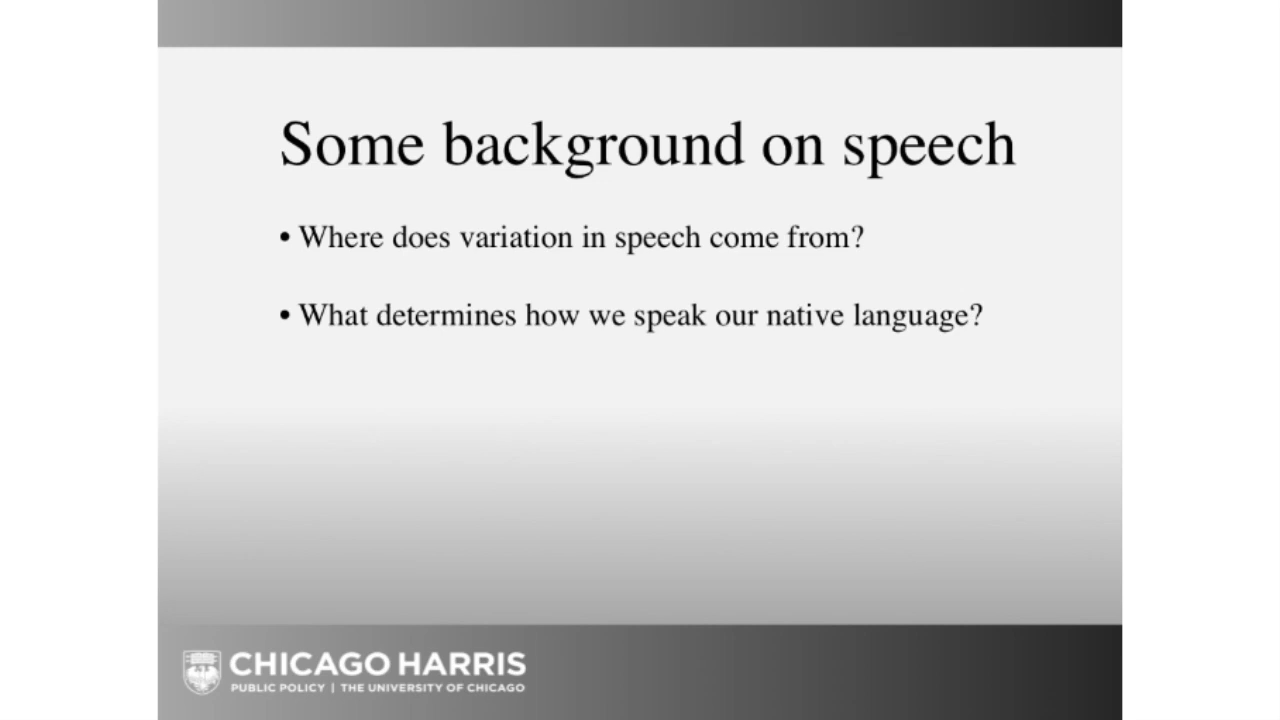 Some background on speech
• Where does variation in speech come from?
• What determines how we speak our native language?
CHICAGO HARRIS
PUBLIC POLICY | THE UNIVERSITY OF CHICAGO